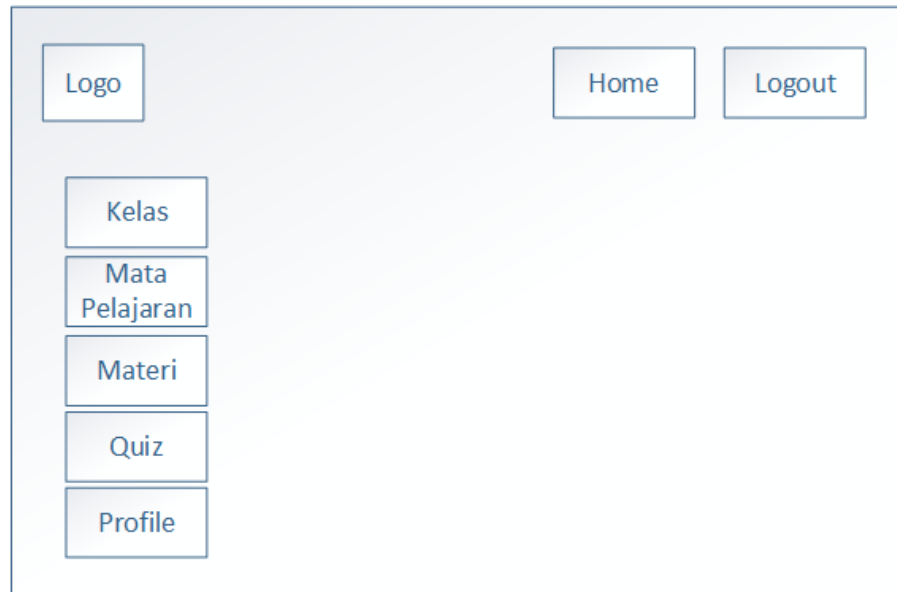 Logo
Home
Logout
Kelas
Mata
Pelajaran
Materi
Quiz
Profile